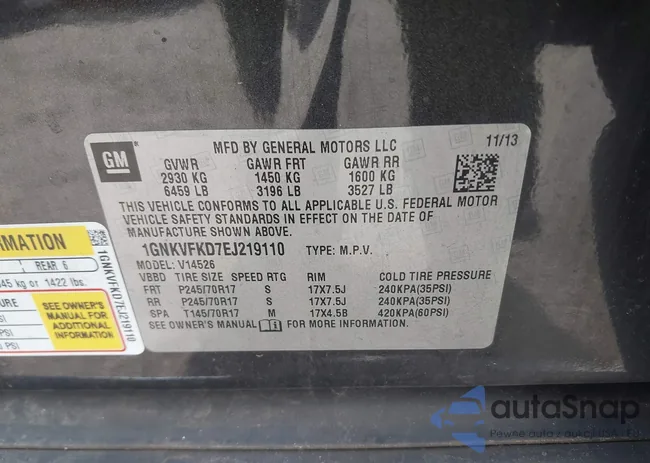 GM
MFD BY GENERAL MOTORS LLC 11/13
GVWR GAWR FRT GAWR RR
2930 KG 1450 KG 1600 KG
6459 LB 3196 LB 3527 LB
THIS VEHICLE CONFORMS TO ALL APPLICABLE U.S. FEDERAL MOTOR
VEHICLE SAFETY STANDARDS IN EFFECT ON THE DATE OF
MANUFACTURE SHOWN ABOVE.
1GNKVFKD7EJ219110 TYPE: M.P.V.
MODEL: V14526
VBBD TIRE SIZE SPEED RTG RIM COLD TIRE PRESSURE
FRT P245/70R17 S 17X7.5J 240KPA(35PSI)
RR P245/70R17 S 17X7.5J 240KPA(35PSI)
SPA T145/70R17 M 17X4.5B 420KPA(60PSI)
SEE OWNER'S MANUAL FOR MORE INFORMATION.
REAR 6
kg or 1422 lbs.
SEE OWNER'S
MANUAL FOR
ADDITIONAL
INFORMATION
1GNKVFKD7EJ219110
autoSnap